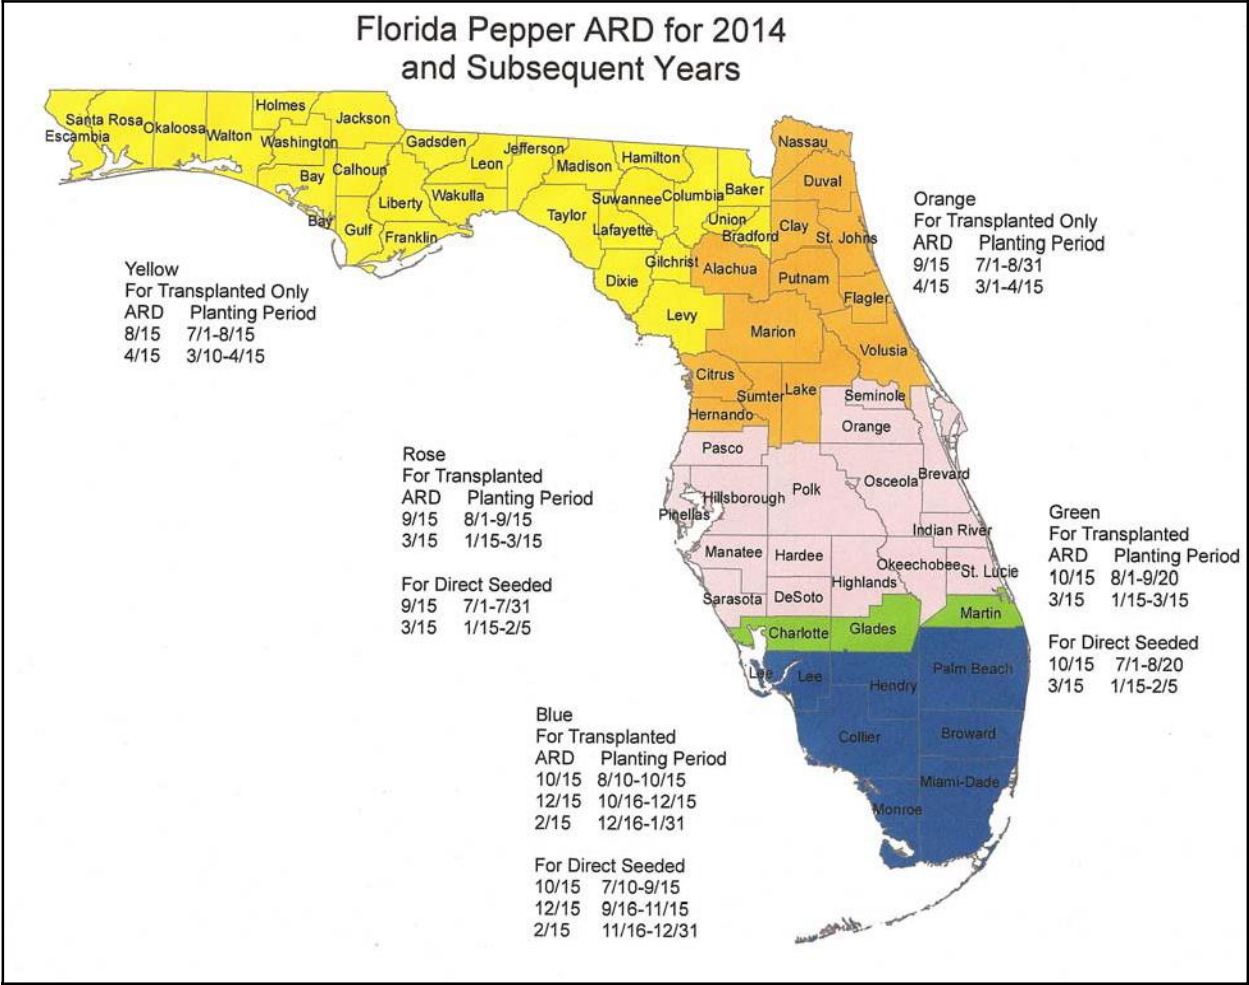 Florida Pepper ARD for 2014
and Subsequent Years
Holmes
Jackson
Santa Rosa
Okaloosa
Walton
Escambia
Washington
Gadsden
Jefferson
Leon
Madison
Hamilton
Nassau
Bay
Calhoun
Liberty
Wakulla
Suwannee
Columbia
Baker
Duval
Bay
Gulf
Franklin
Taylor
Lafayette
Union
Bradford
Clay
St. Johns
Dixie
Gilchrist
Alachua
Putnam
Flagler
Levy
Marion
Volusia
Citrus
Sumter
Lake
Hernando
Seminole
Orange
Pasco
Polk
Osceola
Brevard
Hillsborough
Pinellas
Indian River
Manatee
Hardee
Okeechobee
St. Lucie
Highlands
Sarasota
DeSoto
Martin
Charlotte
Glades
Lee
Lee
Hendry
Palm Beach
Collier
Broward
Miami-Dade
Monroe
Yellow
For Transplanted Only
ARD Planting Period
8/15 7/1-8/15
4/15 3/10-4/15
Orange
For Transplanted Only
ARD Planting Period
9/15 7/1-8/31
4/15 3/1-4/15
Rose
For Transplanted
ARD Planting Period
9/15 8/1-9/15
3/15 1/15-3/15
For Direct Seeded
9/15 7/1-7/31
3/15 1/15-2/5
Green
For Transplanted
ARD Planting Period
10/15 8/1-9/20
3/15 1/15-3/15
For Direct Seeded
10/15 7/1-8/20
3/15 1/15-2/5
Blue
For Transplanted
ARD Planting Period
10/15 8/10-10/15
12/15 10/16-12/15
2/15 12/16-1/31
For Direct Seeded
10/15 7/10-9/15
12/15 9/16-11/15
2/15 11/16-12/31